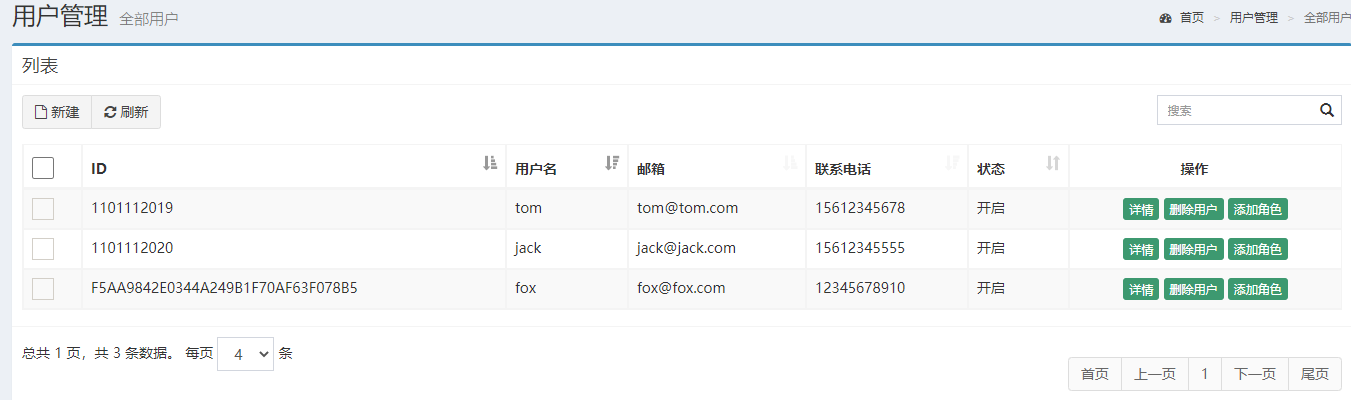 用户管理 全部用户
首页 > 用户管理 > 全部用户
列表
新建 刷新
搜索
ID 用户名 邮箱 联系电话 状态 操作
1101112019 tom tom@tom.com 15612345678 开启 详情 删除用户 添加角色
1101112020 jack jack@jack.com 15612345555 开启 详情 删除用户 添加角色
F5AA9842E0344A249B1F70AF63F078B5 fox fox@fox.com 12345678910 开启 详情 删除用户 添加角色
总共 1 页，共 3 条数据。 每页 4 条
首页 上一页 1 下一页 尾页